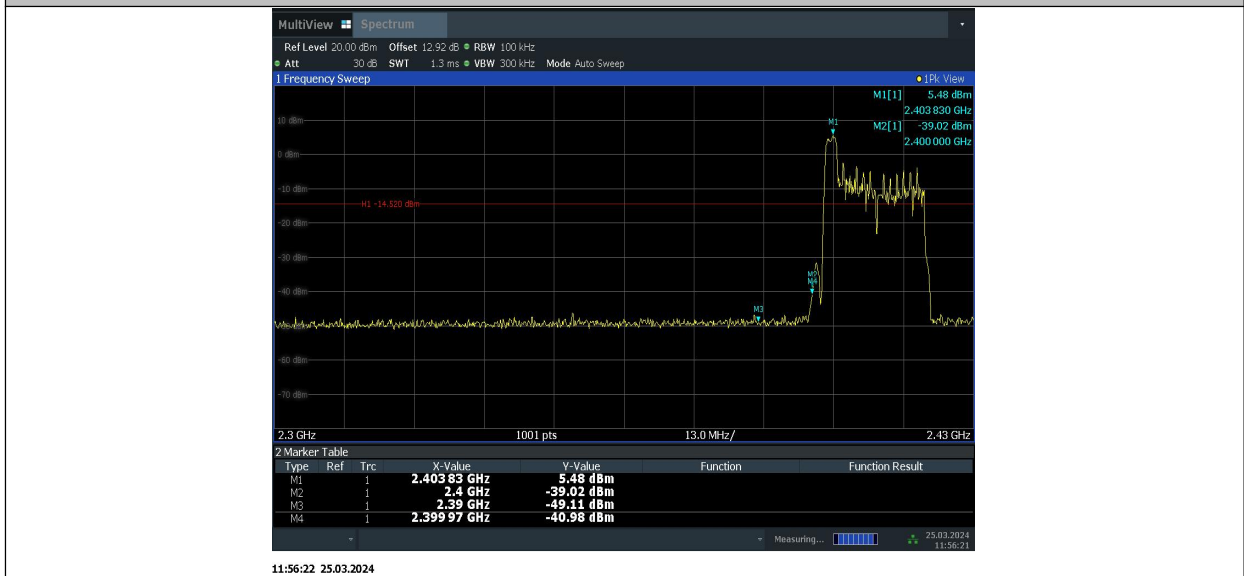 MultiView Spectrum
Ref Level 20.00 dBm Offset 12.92 dB RBW 100 kHz
Att 30 dB SWT 1.3 ms VBW 300 kHz Mode Auto Sweep
1 Frequency Sweep 1Pk View
M1[1] 5.48 dBm
2.403 830 GHz
M2[1] -39.02 dBm
2.400 000 GHz
10 dBm
M1
0 dBm
-10 dBm
H1 -14.520 dBm
-20 dBm
-30 dBm
M2
M4
-40 dBm
M3
-60 dBm
-70 dBm
2.3 GHz 1001 pts 13.0 MHz/ 2.43 GHz
2 Marker Table
Type Ref Trc X-Value Y-Value Function Function Result
M1 1 2.403 83 GHz 5.48 dBm
M2 1 2.4 GHz -39.02 dBm
M3 1 2.39 GHz -49.11 dBm
M4 1 2.399 97 GHz -40.98 dBm
Measuring... 25.03.2024
11:56:21
11:56:22 25.03.2024